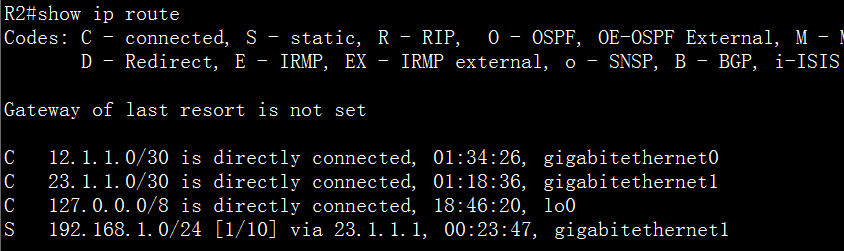 R2#show ip route
Codes: C - connected, S - static, R - RIP,  O - OSPF, OE-OSPF External, M -
       D - Redirect, E - IRMP, EX - IRMP external, o - SNSP, B - BGP, i-ISIS
Gateway of last resort is not set
C   12.1.1.0/30 is directly connected, 01:34:26, gigabitethernet0
C   23.1.1.0/30 is directly connected, 01:18:36, gigabitethernet1
C   127.0.0.0/8 is directly connected, 18:46:20, lo0
S   192.168.1.0/24 [1/10] via 23.1.1.1, 00:23:47, gigabitethernet1